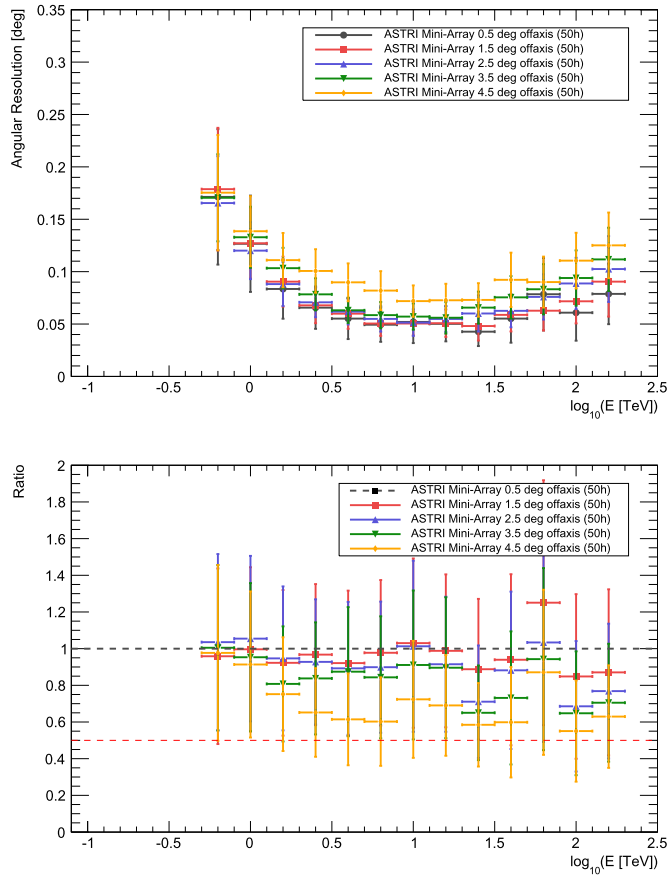 0.35
0.3
0.25
0.2
0.15
0.1
0.05
0
Angular Resolution [deg]
ASTRI Mini-Array 0.5 deg offaxis (50h)
ASTRI Mini-Array 1.5 deg offaxis (50h)
ASTRI Mini-Array 2.5 deg offaxis (50h)
ASTRI Mini-Array 3.5 deg offaxis (50h)
ASTRI Mini-Array 4.5 deg offaxis (50h)
-1 -0.5 0 0.5 1 1.5 2 2.5
log10(E [TeV])
2
1.8
1.6
1.4
1.2
1
0.8
0.6
0.4
0.2
0
Ratio
ASTRI Mini-Array 0.5 deg offaxis (50h)
ASTRI Mini-Array 1.5 deg offaxis (50h)
ASTRI Mini-Array 2.5 deg offaxis (50h)
ASTRI Mini-Array 3.5 deg offaxis (50h)
ASTRI Mini-Array 4.5 deg offaxis (50h)
-1 -0.5 0 0.5 1 1.5 2 2.5
log10(E [TeV])